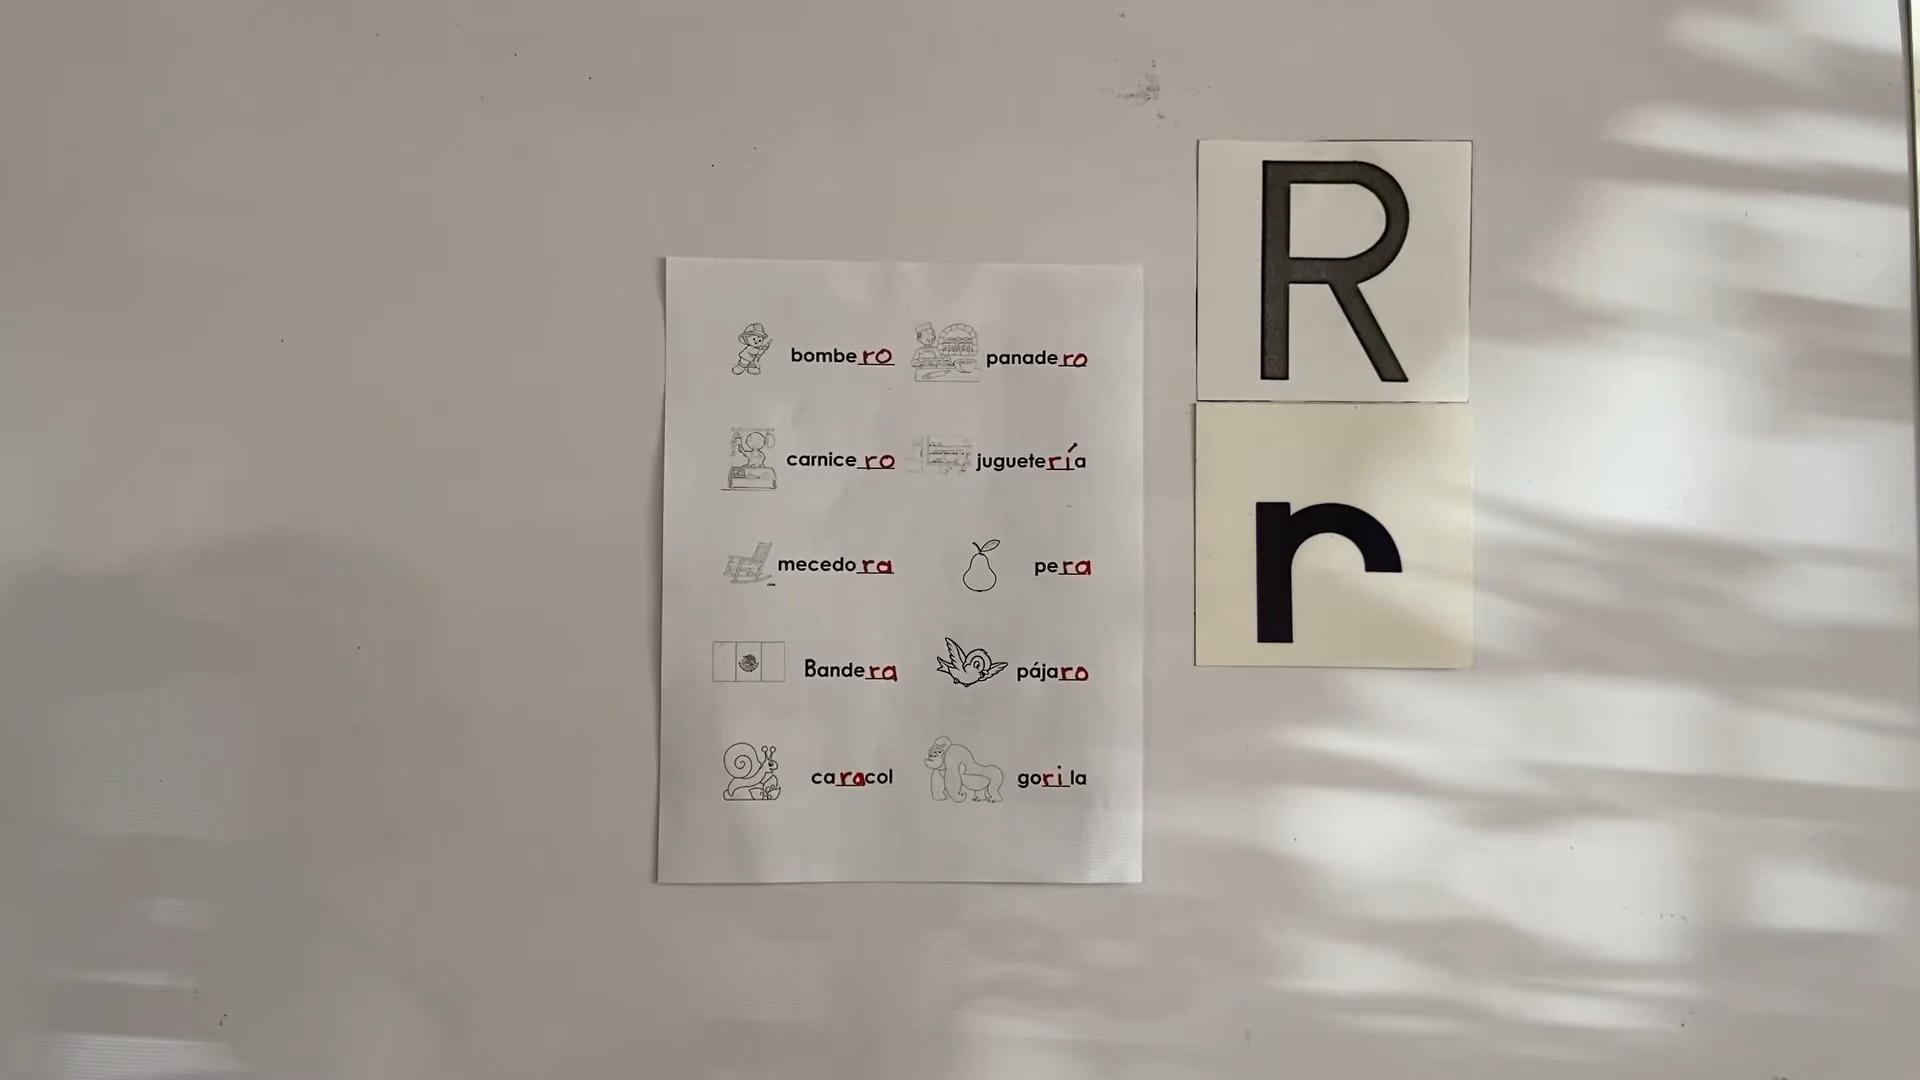 bombero panadero
carnicero juguetería
mecedora pera
Bandera pájaro
caracol gorila
R
r